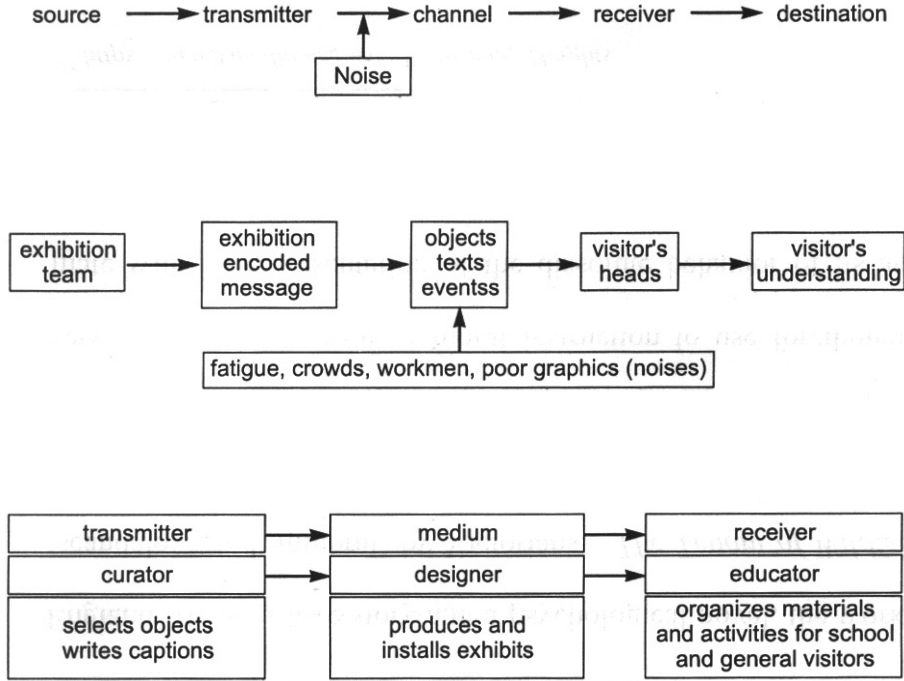 source transmitter channel receiver destination
Noise
exhibition team
exhibition encoded message
objects texts eventss
visitor's heads
visitor's understanding
fatigue, crowds, workmen, poor graphics (noises)
transmitter medium receiver
curator designer educator
selects objects
writes captions
produces and
installs exhibits
organizes materials
and activities for school
and general visitors